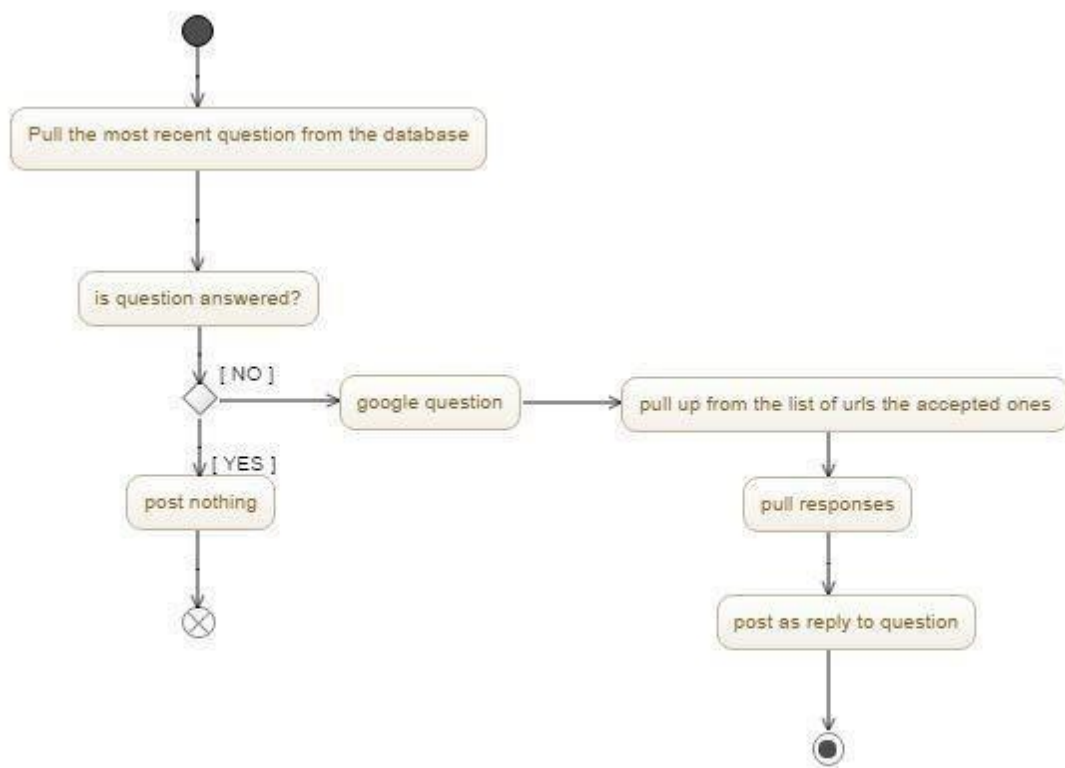 Pull the most recent question from the database
is question answered?
[ NO ]
google question
pull up from the list of urls the accepted ones
[ YES ]
post nothing
pull responses
post as reply to question